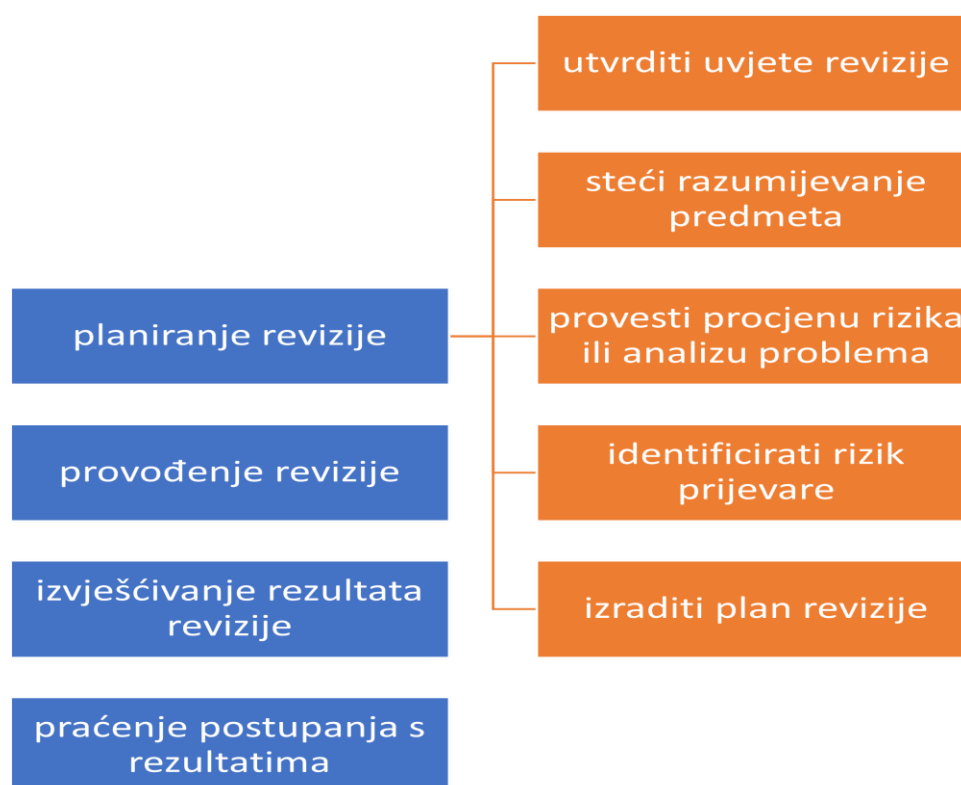 planiranje revizije
provođenje revizije
izvješćivanje rezultata
revizije
praćenje postupanja s
rezultatima
utvrditi uvjete revizije
steći razumijevanje
predmeta
provesti procjenu rizika
ili analizu problema
identificirati rizik
prijevare
izraditi plan revizije